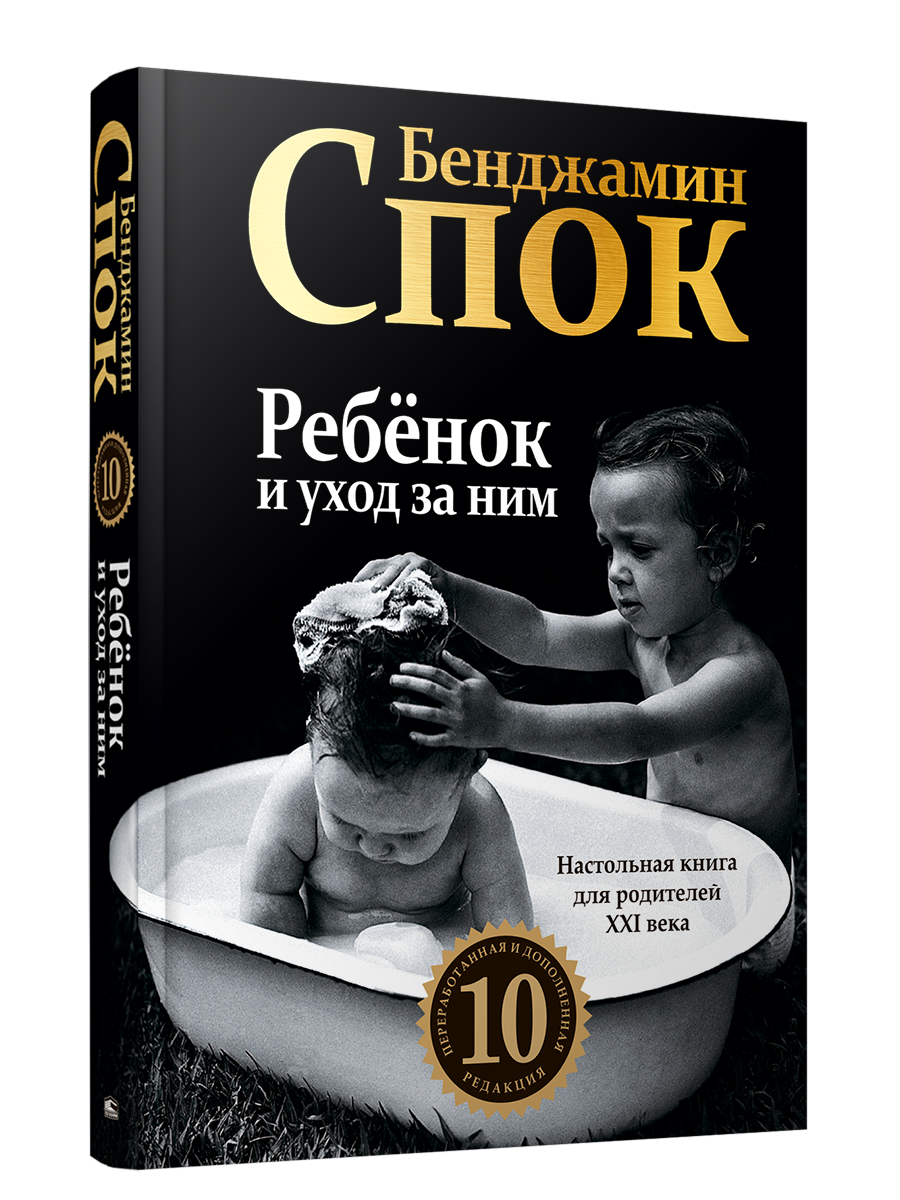 Бенджамин
Спок
Ребёнок
и уход за ним
Настольная книга
для родителей
XXI века
ПЕРЕРАБОТАННАЯ И ДОПОЛНЕННАЯ
10
РЕДАКЦИЯ
Бенджамин
Спок
10
Ребёнок
и уход за ним